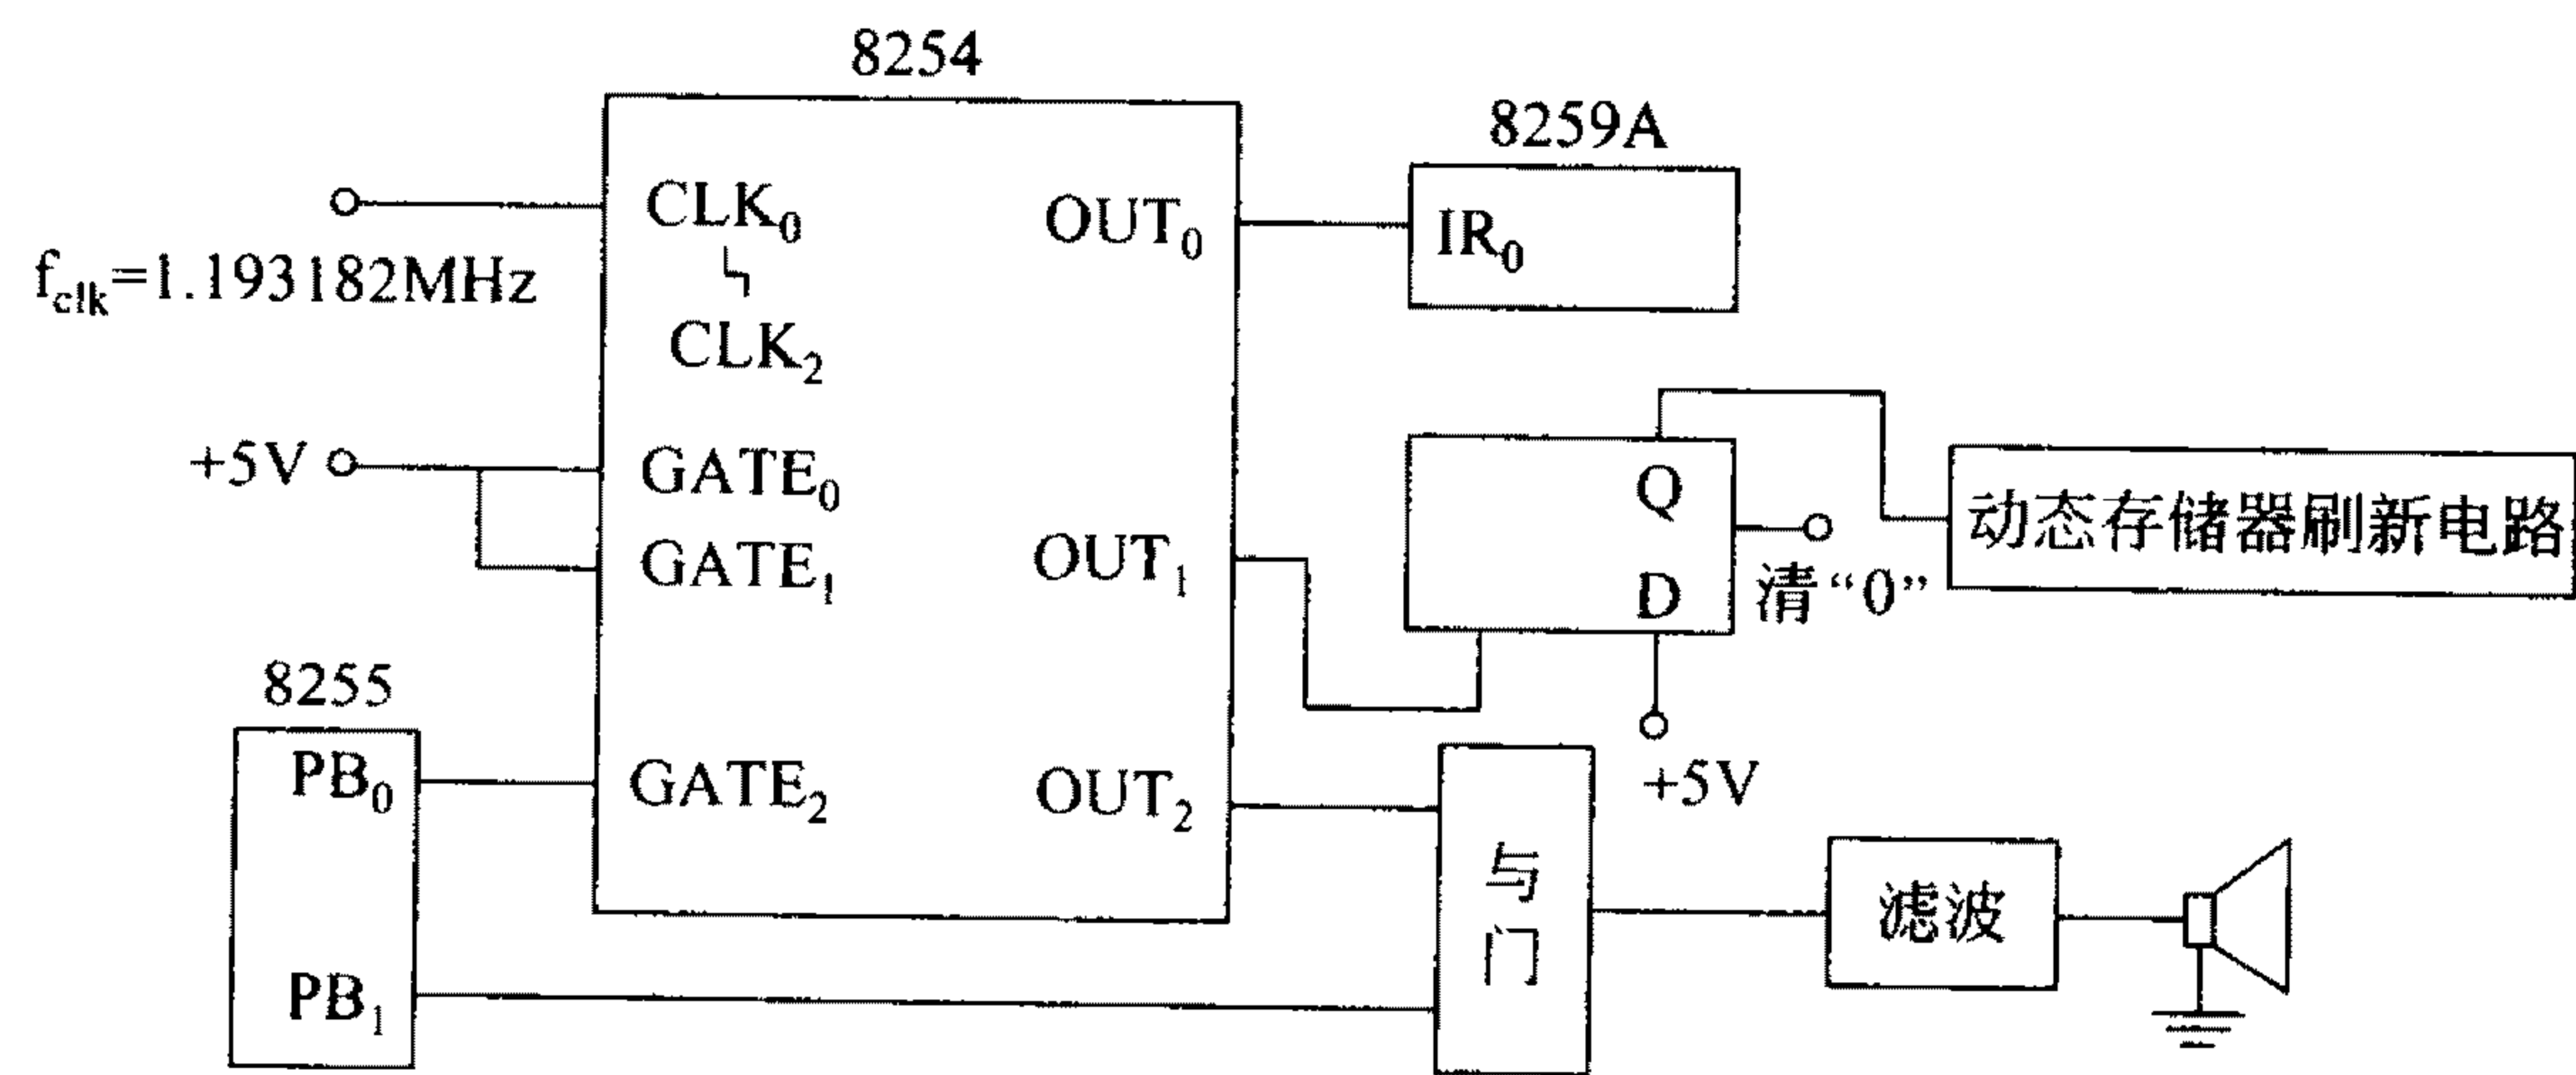 8254
8259A
CLK₀
OUT₀
IR₀
f_clk=1.193182MHz
CLK₂
+5V
GATE₀
Q
动态存储器刷新电路
GATE₁
OUT₁
D
清“0”
8255
PB₀
GATE₂
OUT₂
+5V
与门
滤波
PB₁